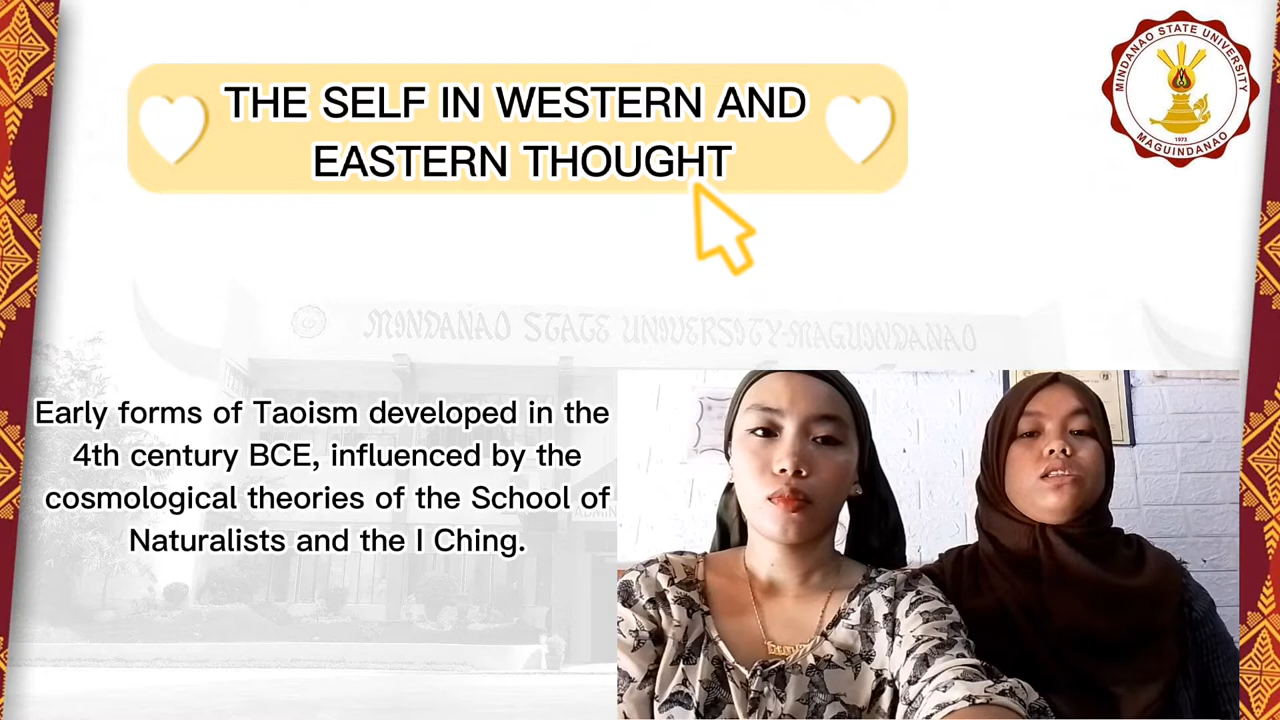 THE SELF IN WESTERN AND
EASTERN THOUGHT
MINDANAO STATE UNIVERSITY
1973
MAGUINDANAO
MINDANAO STATE UNIVERSITY-MAGUINDANAO
Early forms of Taoism developed in the
4th century BCE, influenced by the
cosmological theories of the School of
Naturalists and the I Ching.